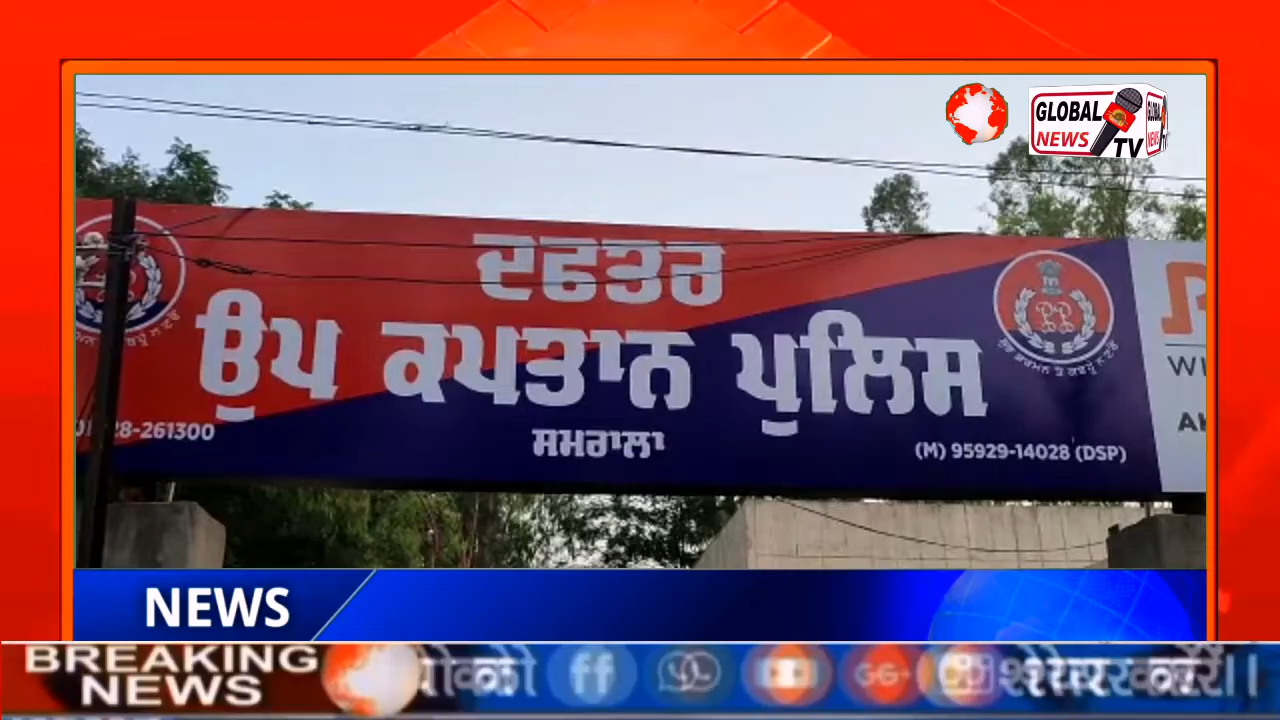 GLOBAL
NEWS
TV
ਦਫਤਰ
ਉਪ ਕਪਤਾਨ ਪੁਲਿਸ
ਸਮਰਾਲਾ
28-261300
(M) 95929-14028 (DSP)
NEWS
BREAKING
NEWS